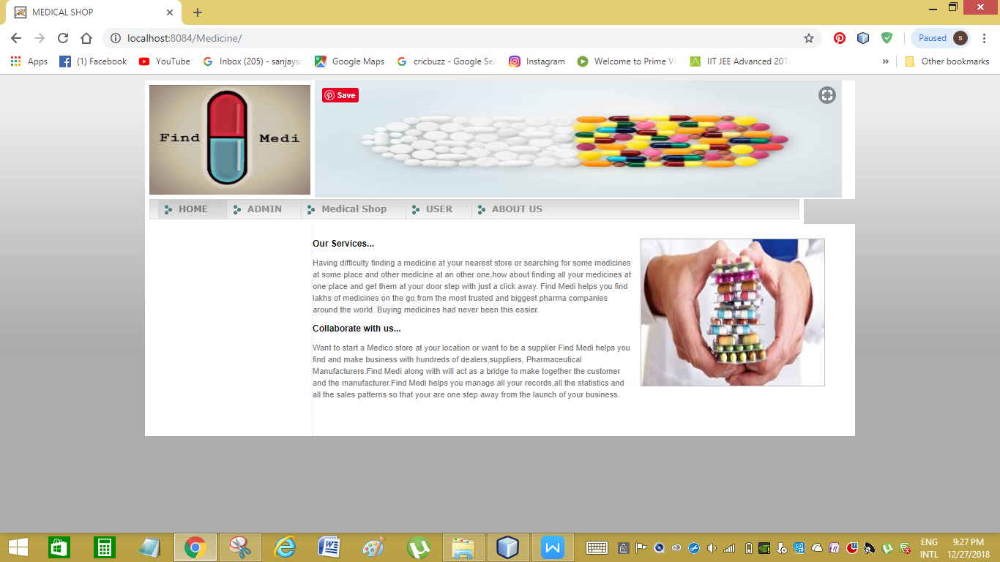 MEDICAL SHOP
localhost:8084/Medicine/
Paused
S
Apps
(1) Facebook
YouTube
Inbox (205) - sanjaysa
Google Maps
cricbuzz - Google Sea
Instagram
Welcome to Prime Vi
IIT JEE Advanced 201
»
Other bookmarks
Find Medi
Save
HOME
ADMIN
Medical Shop
USER
ABOUT US
Our Services...
Having difficulty finding a medicine at your nearest store or searching for some medicines
at some place and other medicine at an other one,how about finding all your medicines at
one place and get them at your door step with just a click away. Find Medi helps you find
lakhs of medicines on the go,from the most trusted and biggest pharma companies
around the world. Buying medicines had never been this easier.
Collaborate with us...
Want to start a Medico store at your location or want to be a supplier Find Medi helps you
find and make business with hundreds of dealers,suppliers, Pharmaceutical
Manufacturers.Find Medi along with will act as a bridge to make together the customer
and the manufacturer.Find Medi helps you manage all your records,all the statistics and
all the sales patterns so that your are one step away from the launch of your business.
ENG
INTL
9:27 PM
12/27/2018